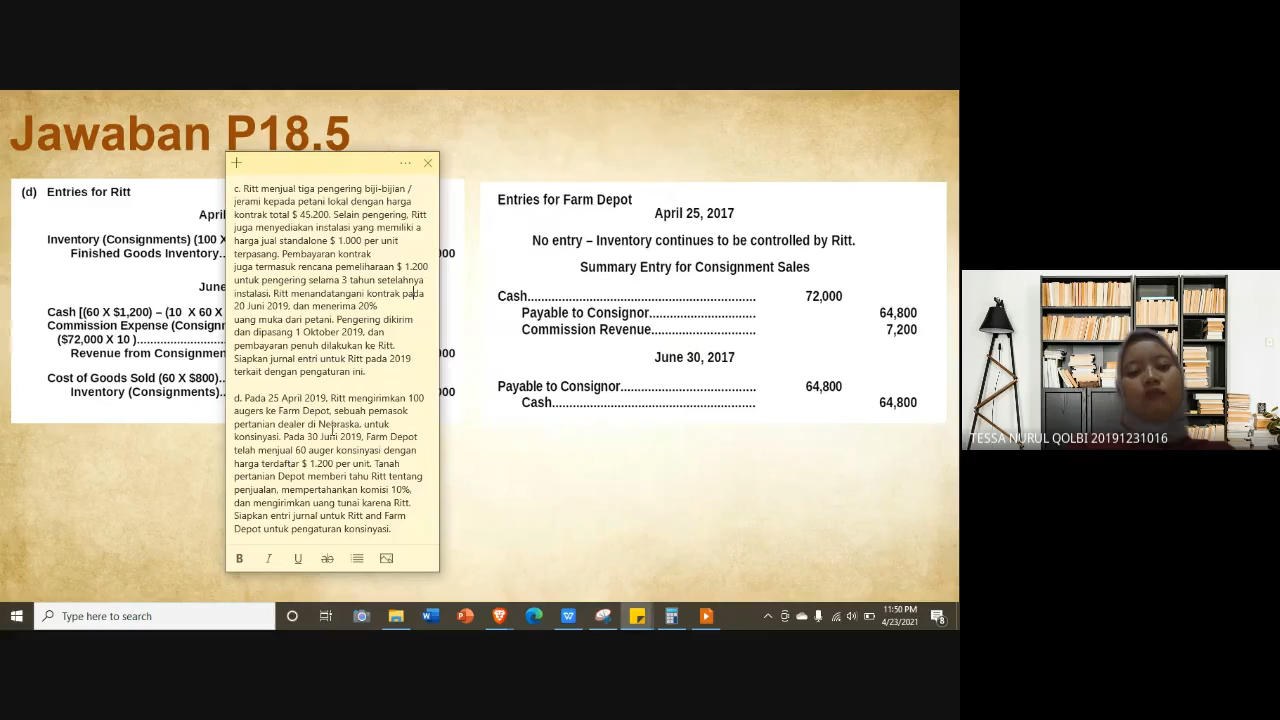 Jawaban P18.5
(d) Entries for Ritt
April
Inventory (Consignments) (100 X
Finished Goods Inventory..
000
June
Cash [(60 X $1,200) – (10 X 60 X
Commission Expense (Consignr
($72,000 X 10 )............................
Revenue from Consignmen
000
Cost of Goods Sold (60 X $800)...
Inventory (Consignments)..
000
c. Ritt menjual tiga pengering biji-bijian /
jerami kepada petani lokal dengan harga
kontrak total $ 45.200. Selain pengering, Ritt
juga menyediakan instalasi yang memiliki a
harga jual standalone $ 1.000 per unit
terpasang. Pembayaran kontrak
juga termasuk rencana pemeliharaan $ 1.200
untuk pengering selama 3 tahun setelahnya
instalasi. Ritt menandatangani kontrak pada
20 Juni 2019, dan menerima 20%
uang muka dari petani. Pengering dikirim
dan dipasang 1 Oktober 2019, dan
pembayaran penuh dilakukan ke Ritt.
Siapkan jurnal entri untuk Ritt pada 2019
terkait dengan pengaturan ini.
d. Pada 25 April 2019, Ritt mengirimkan 100
augers ke Farm Depot, sebuah pemasok
pertanian dealer di Nebraska, untuk
konsinyasi. Pada 30 Juni 2019, Farm Depot
telah menjual 60 auger konsinyasi dengan
harga terdaftar $ 1.200 per unit. Tanah
pertanian Depot memberi tahu Ritt tentang
penjualan, mempertahankan komisi 10%,
dan mengirimkan uang tunai karena Ritt.
Siapkan entri jurnal untuk Ritt and Farm
Depot untuk pengaturan konsinyasi.
B I U ab
Entries for Farm Depot
April 25, 2017
No entry – Inventory continues to be controlled by Ritt.
Summary Entry for Consignment Sales
Cash.................................................................... 72,000
Payable to Consignor........................................ 64,800
Commission Revenue........................................ 7,200
June 30, 2017
Payable to Consignor........................................ 64,800
Cash.............................................................. 64,800
TESSA NURUL QOLBI 20191231016
Type here to search
11:50 PM
4/23/2021
8